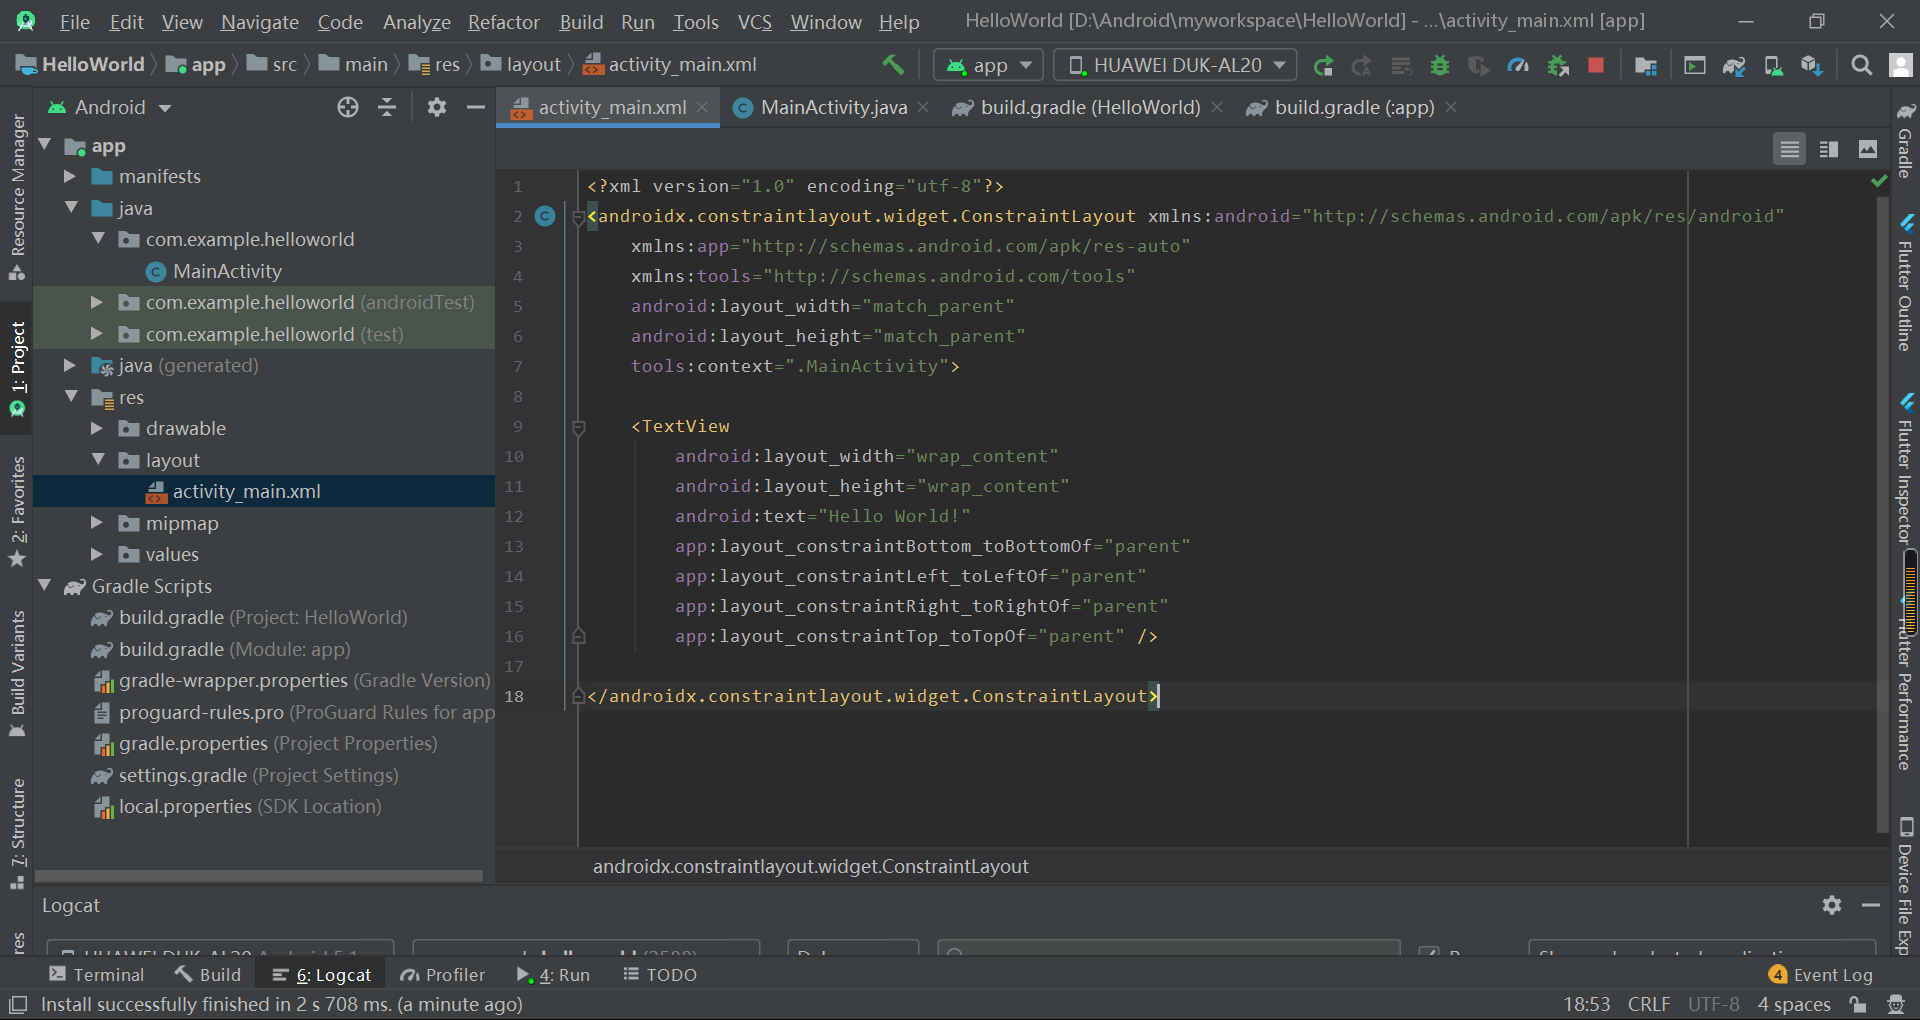 File Edit View Navigate Code Analyze Refactor Build Run Tools VCS Window Help HelloWorld [D:\Android\myworkspace\HelloWorld] - ...\activity_main.xml [app]
HelloWorld app src main res layout activity_main.xml app HUAWEI DUK-AL20
Android
activity_main.xml MainActivity.java build.gradle (HelloWorld) build.gradle (:app)
Resource Manager
1: Project
2: Favorites
Build Variants
7: Structure
app
manifests
java
com.example.helloworld
MainActivity
com.example.helloworld (androidTest)
com.example.helloworld (test)
java (generated)
res
drawable
layout
activity_main.xml
mipmap
values
Gradle Scripts
build.gradle (Project: HelloWorld)
build.gradle (Module: app)
gradle-wrapper.properties (Gradle Version)
proguard-rules.pro (ProGuard Rules for app
gradle.properties (Project Properties)
settings.gradle (Project Settings)
local.properties (SDK Location)
1 <?xml version="1.0" encoding="utf-8"?>
2 <androidx.constraintlayout.widget.ConstraintLayout xmlns:android="http://schemas.android.com/apk/res/android"
3 xmlns:app="http://schemas.android.com/apk/res-auto"
4 xmlns:tools="http://schemas.android.com/tools"
5 android:layout_width="match_parent"
6 android:layout_height="match_parent"
7 tools:context=".MainActivity">
8
9 <TextView
10 android:layout_width="wrap_content"
11 android:layout_height="wrap_content"
12 android:text="Hello World!"
13 app:layout_constraintBottom_toBottomOf="parent"
14 app:layout_constraintLeft_toLeftOf="parent"
15 app:layout_constraintRight_toRightOf="parent"
16 app:layout_constraintTop_toTopOf="parent" />
17
18 </androidx.constraintlayout.widget.ConstraintLayout>
androidx.constraintlayout.widget.ConstraintLayout
Gradle
Flutter Outline
Flutter Inspector
Flutter Performance
Device File Exp
Logcat
HUAWEI DUK-AL20
Terminal Build 6: Logcat Profiler 4: Run TODO 4 Event Log
Install successfully finished in 2 s 708 ms. (a minute ago) 18:53 CRLF UTF-8 4 spaces